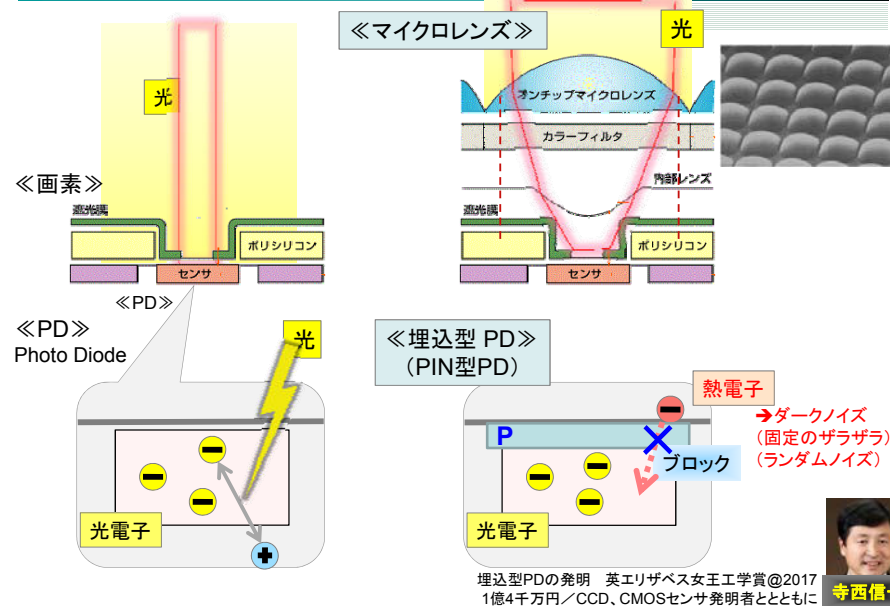 ≪マイクロレンズ≫
光
光
オンチップマイクロレンズ
カラーフィルタ
≪画素≫
内部レンズ
遮光膜
遮光膜
ポリシリコン
ポリシリコン
センサ
センサ
≪PD≫
≪PD≫
Photo Diode
光
≪埋込型 PD≫
(PIN型PD)
熱電子
➔ダークノイズ
(固定のザラザラ)
(ランダムノイズ)
P
ブロック
光電子
光電子
埋込型PDの発明 英エリザベス女王工学賞@2017
1億4千万円/CCD、CMOSセンサ発明者とともに
寺西信